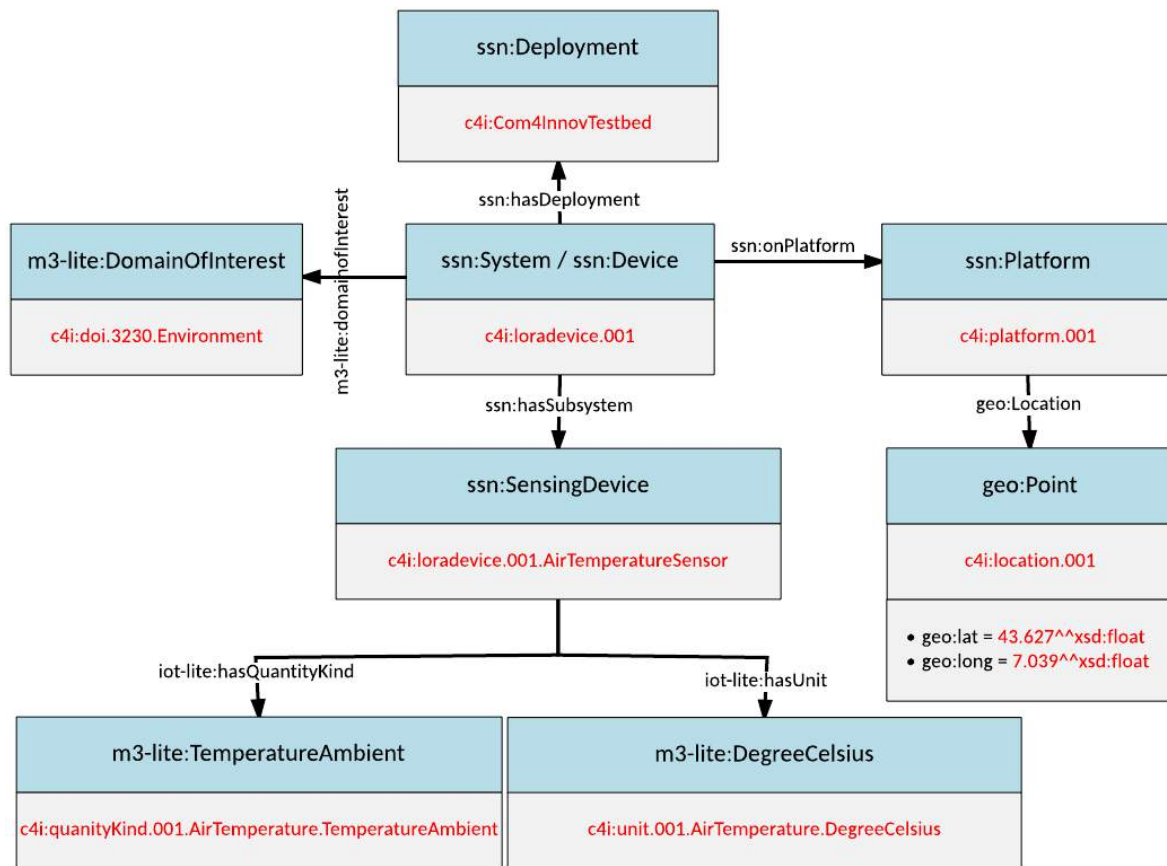 ssn:Deployment
c4i:Com4InnovTestbed
ssn:hasDeployment
m3-lite:domainofInterest
m3-lite:DomainOfInterest
c4i:doi.3230.Environment
ssn:System / ssn:Device
c4i:loradevice.001
ssn:onPlatform
ssn:Platform
c4i:platform.001
ssn:hasSubsystem
geo:Location
ssn:SensingDevice
c4i:loradevice.001.AirTemperatureSensor
geo:Point
c4i:location.001
• geo:lat = 43.627^^xsd:float
• geo:long = 7.039^^xsd:float
iot-lite:hasQuantityKind
iot-lite:hasUnit
m3-lite:TemperatureAmbient
c4i:quanityKind.001.AirTemperature.TemperatureAmbient
m3-lite:DegreeCelsius
c4i:unit.001.AirTemperature.DegreeCelsius